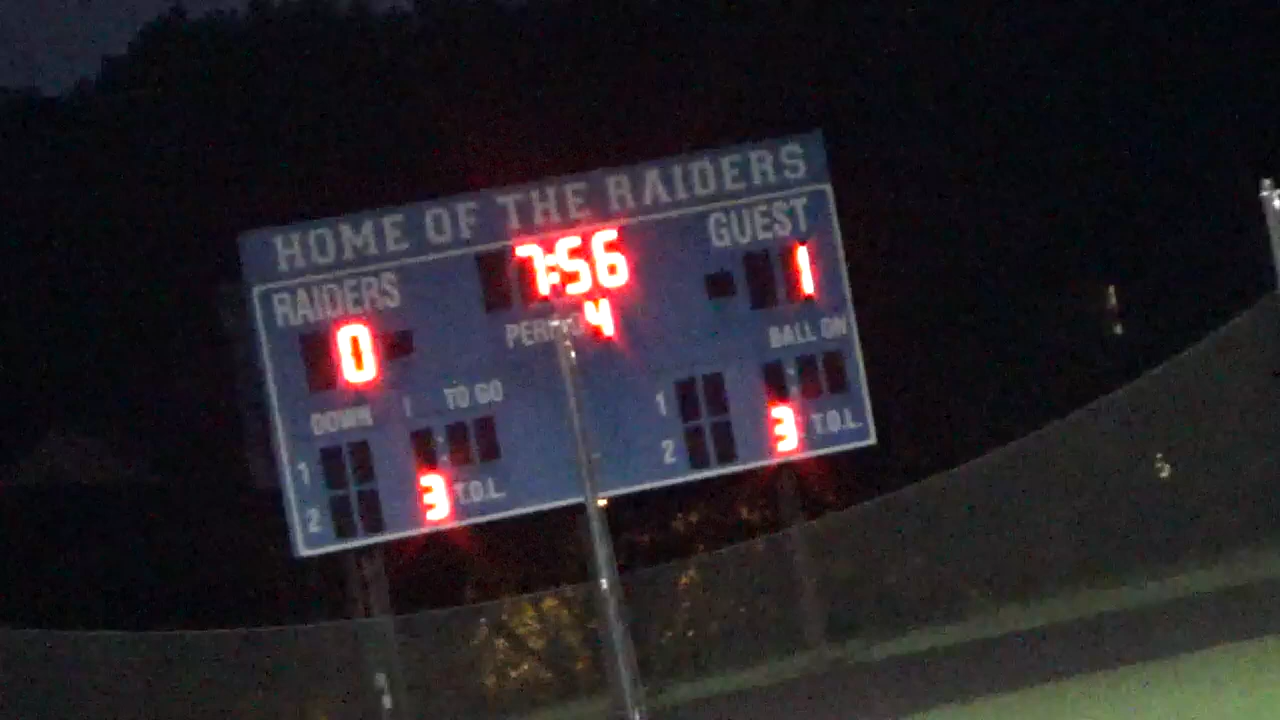 HOME OF THE RAIDERS
RAIDERS 7:56 GUEST
0 PERIOD 4 1
DOWN TO GO BALL ON
1 1
2 3 T.O.L. 2 3 T.O.L.